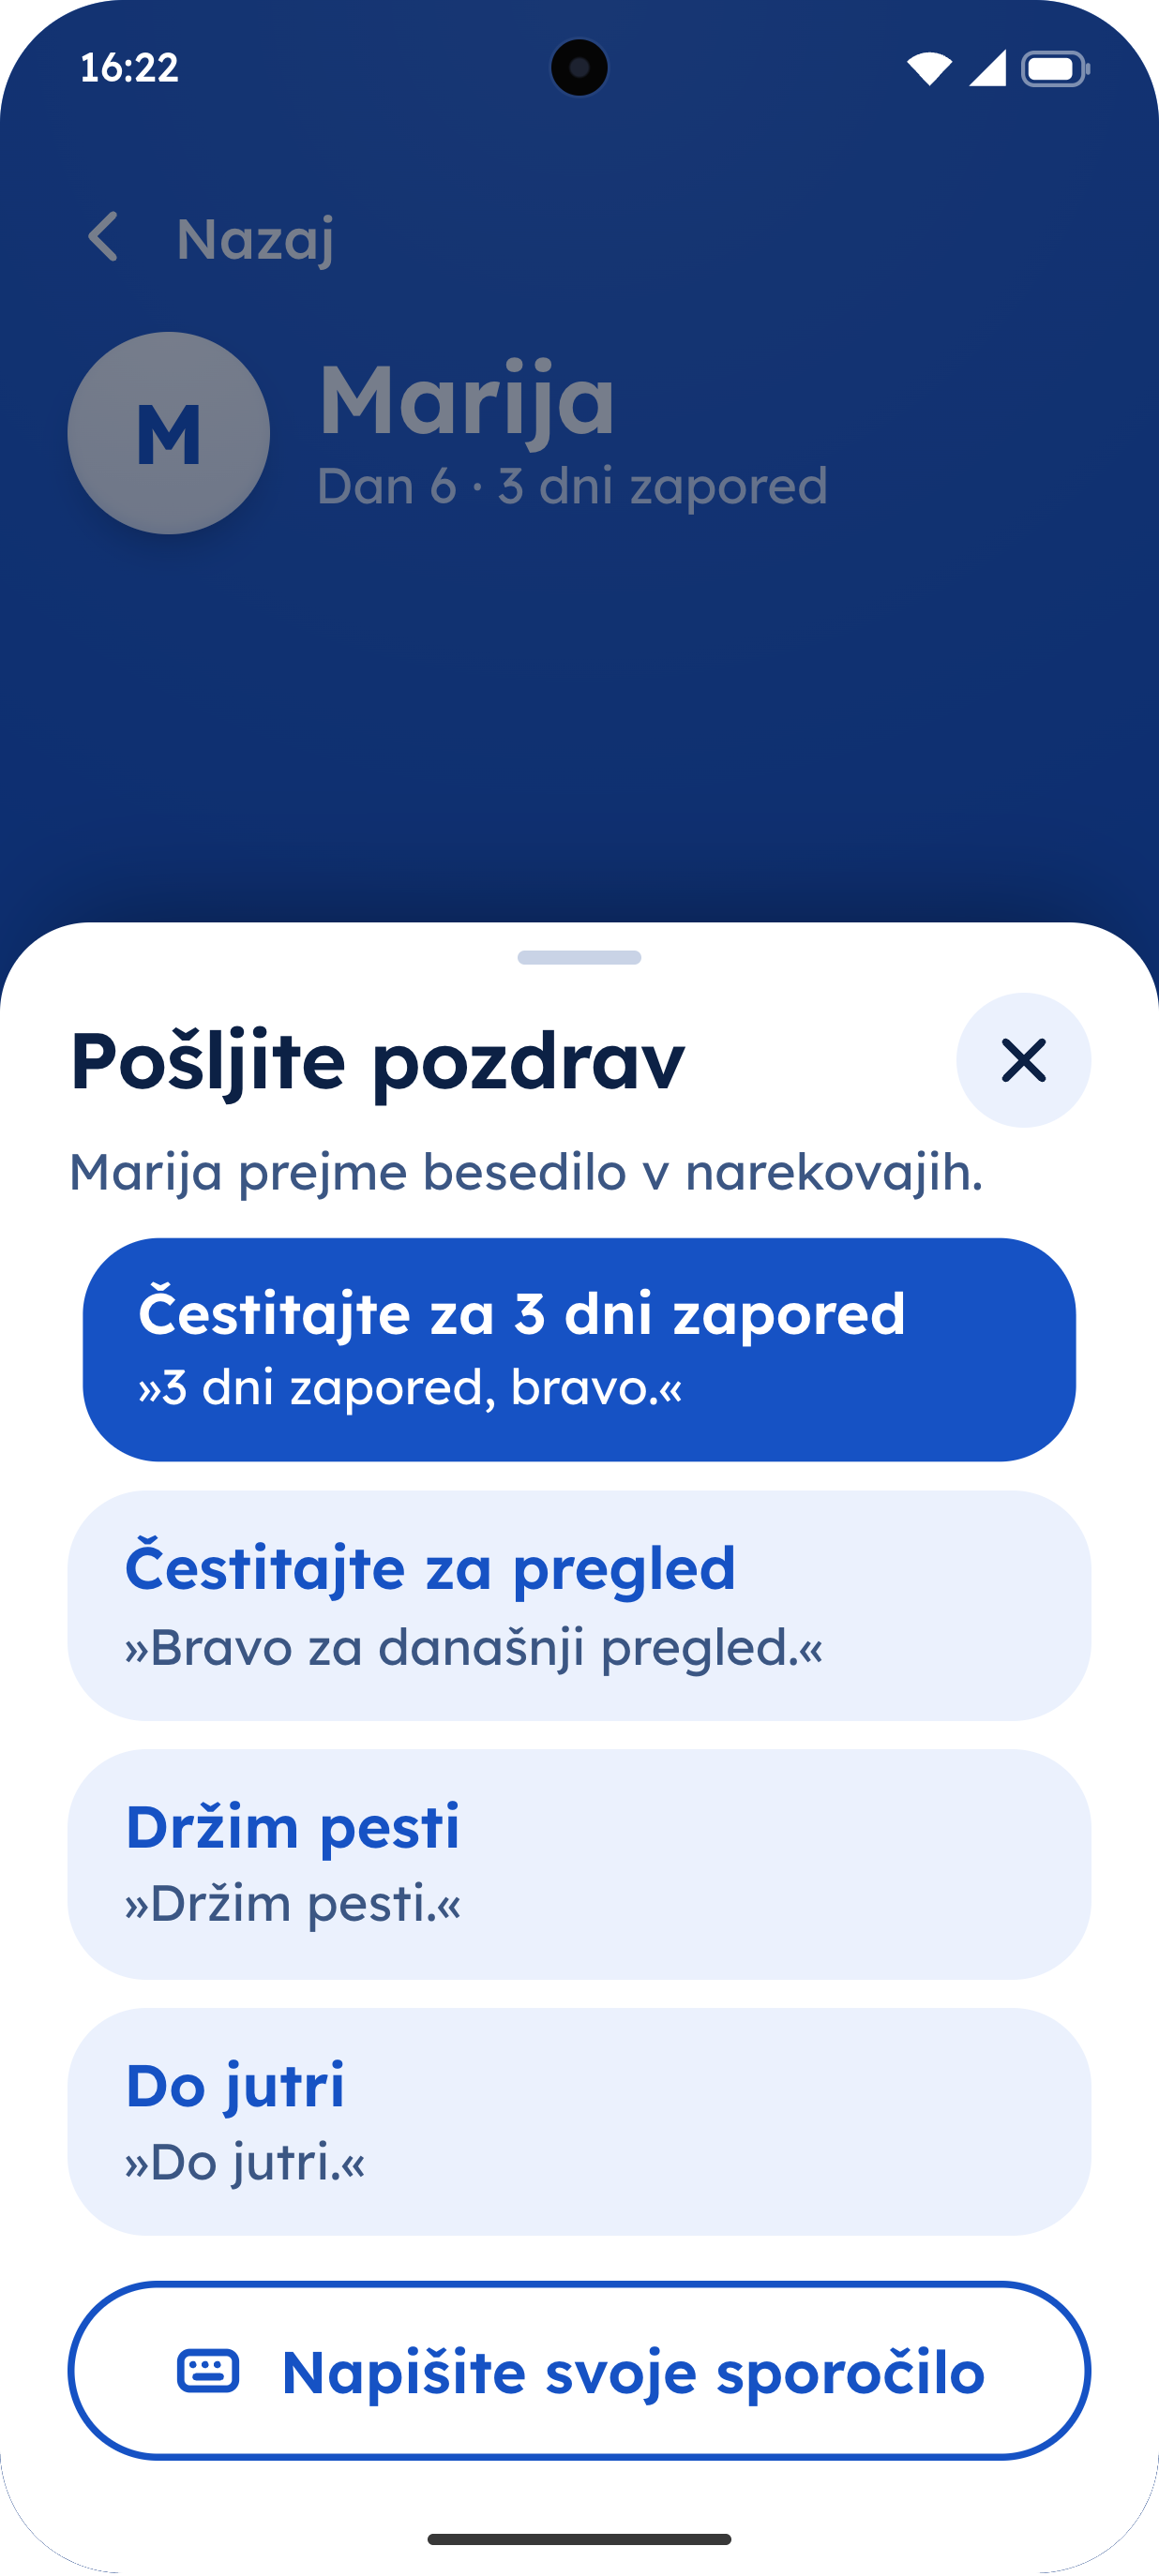 16:22
Nazaj
M
Marija
Dan 6 · 3 dni zapored
Pošljite pozdrav
Marija prejme besedilo v narekovajih.
Čestitajte za 3 dni zapored
»3 dni zapored, bravo.«
Čestitajte za pregled
»Bravo za današnji pregled.«
Držim pesti
»Držim pesti.«
Do jutri
»Do jutri.«
Napišite svoje sporočilo